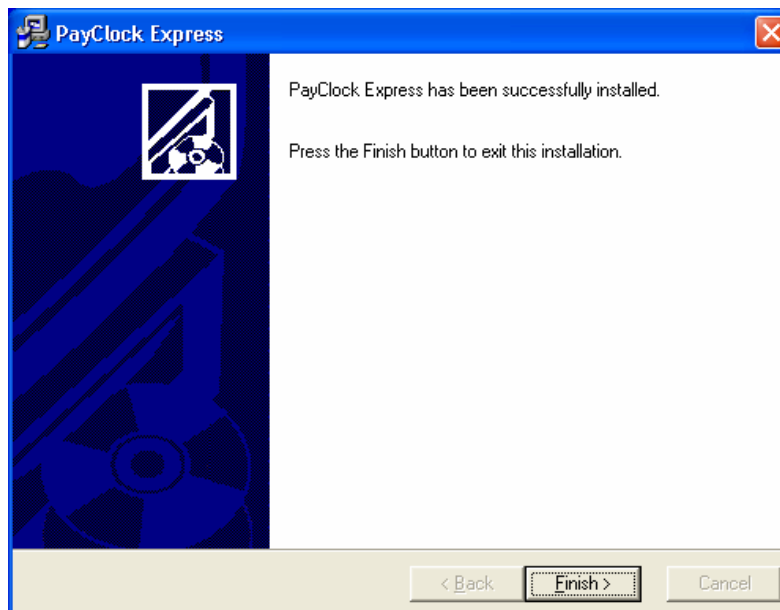 PayClock Express
PayClock Express has been successfully installed.
Press the Finish button to exit this installation.
< Back
Finish >
Cancel